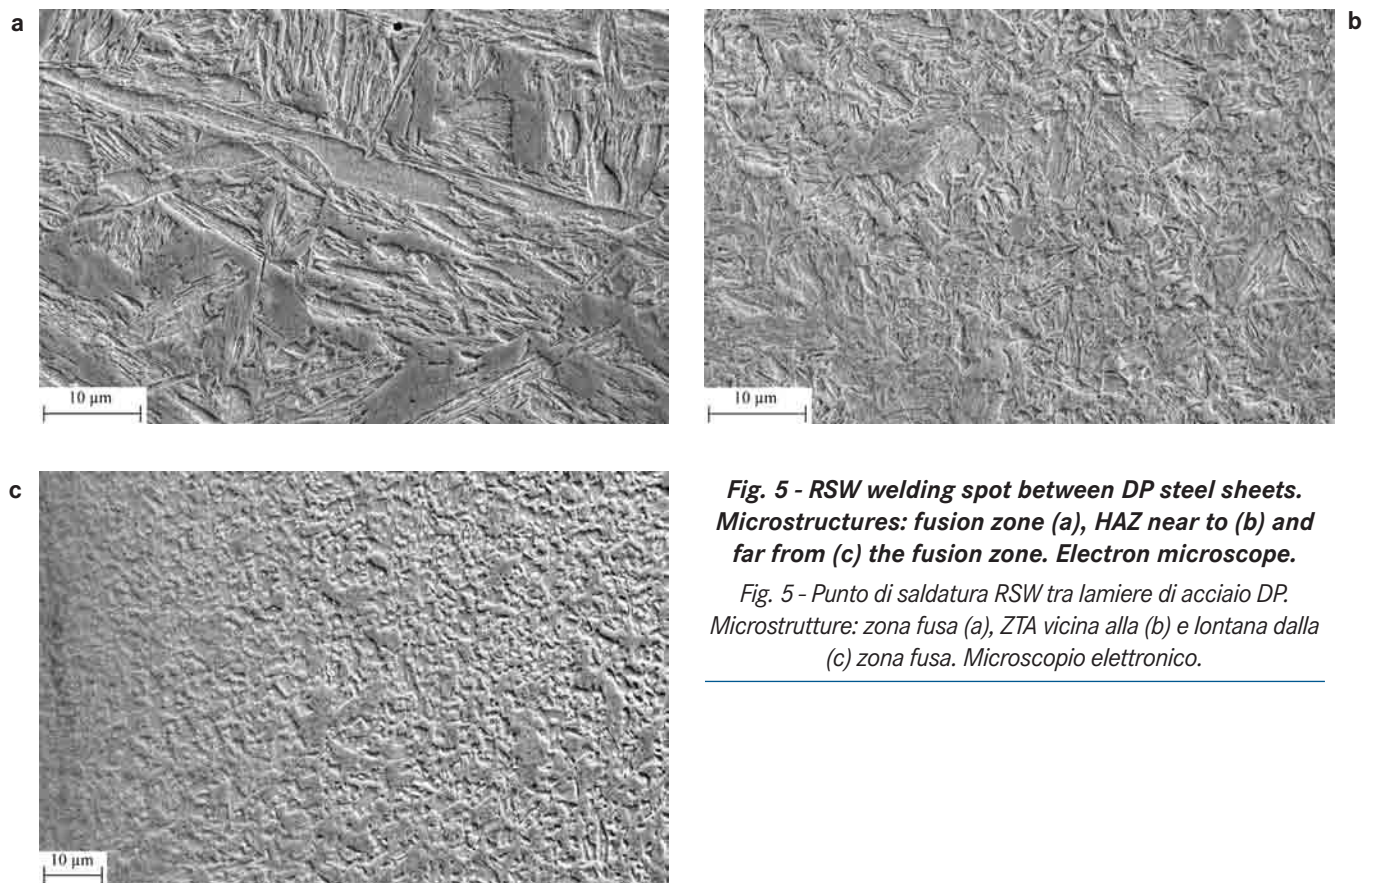 a
b
10 µm
10 µm
c
Fig. 5 - RSW welding spot between DP steel sheets.
Microstructures: fusion zone (a), HAZ near to (b) and
far from (c) the fusion zone. Electron microscope.
Fig. 5 - Punto di saldatura RSW tra lamiere di acciaio DP.
Microstrutture: zona fusa (a), ZTA vicina alla (b) e lontana dalla
(c) zona fusa. Microscopio elettronico.
10 µm